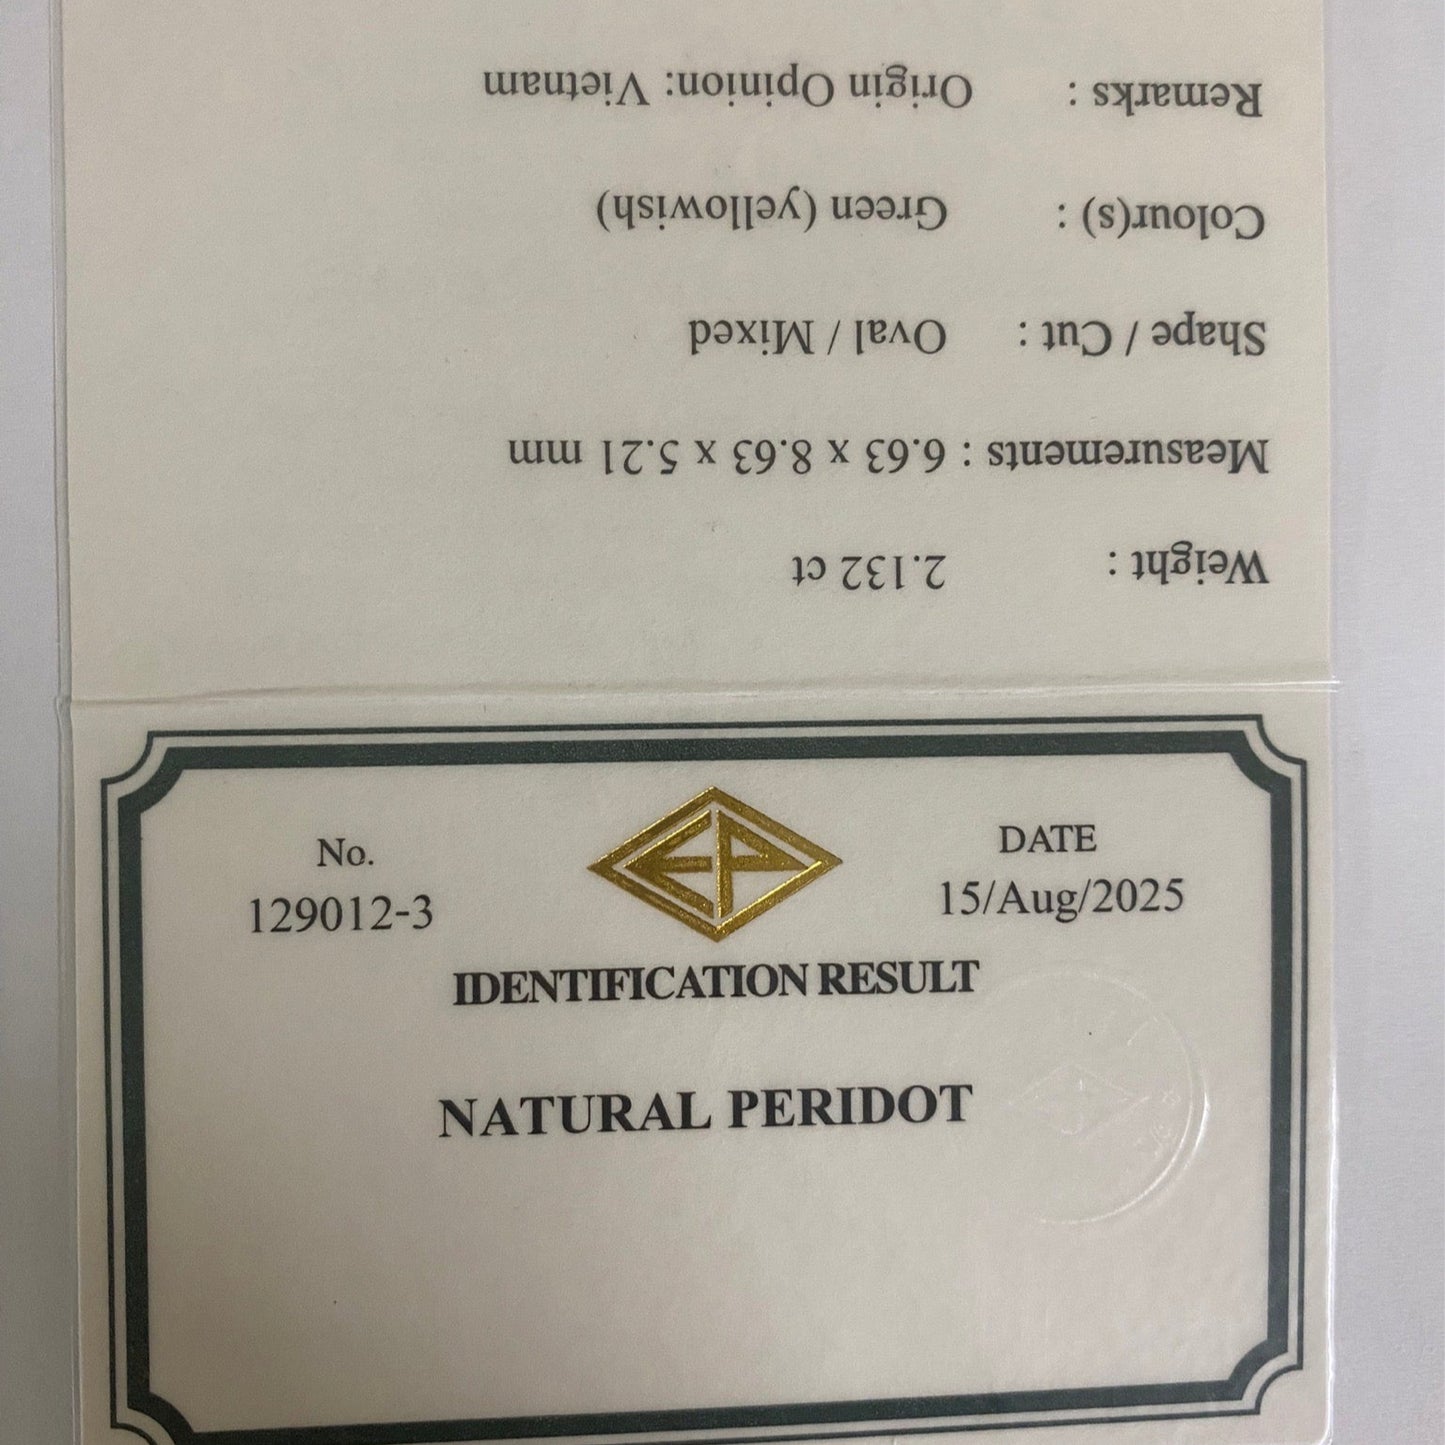 No.
129012-3
EP
DATE
15/Aug/2025
IDENTIFICATION RESULT
NATURAL PERIDOT
Weight : 2.132 ct
Measurements : 6.63 x 8.63 x 5.21 mm
Shape / Cut : Oval / Mixed
Colour(s) : Green (yellowish)
Remarks : Origin Opinion: Vietnam